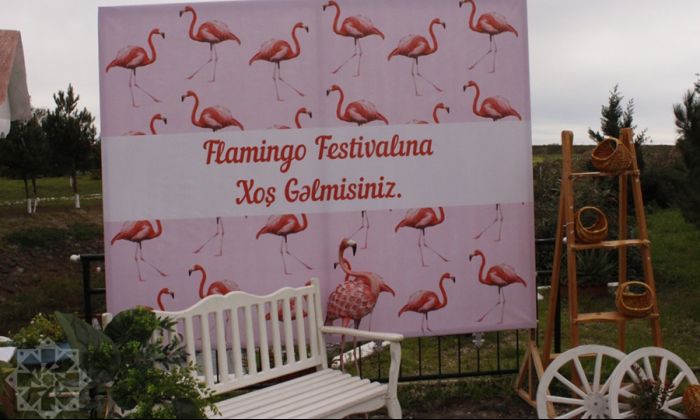 Flamingo Festivalına
Xoş Gəlmisiniz.